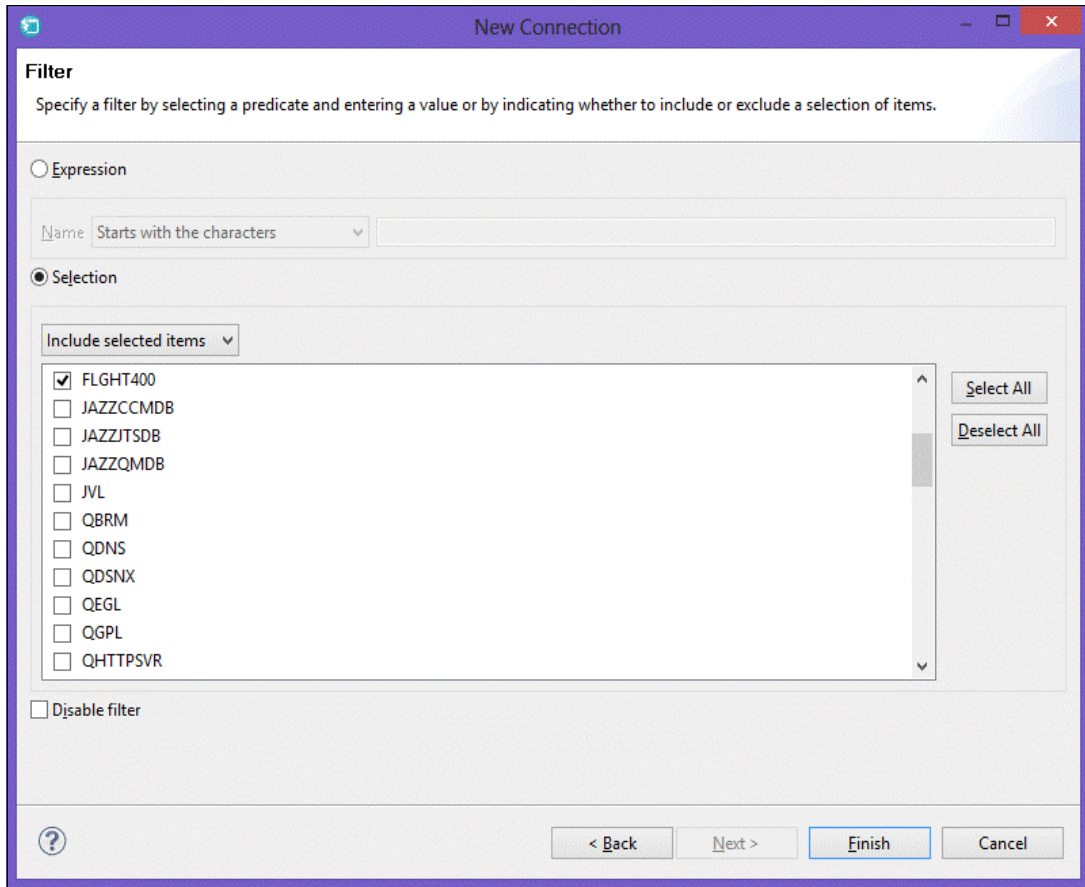 New Connection
Filter
Specify a filter by selecting a predicate and entering a value or by indicating whether to include or exclude a selection of items.
Expression
Name Starts with the characters
Selection
Include selected items
FLGHT400
JAZZCCMDB
JAZZJTSDB
JAZZQMDB
JVL
QBRM
QDNS
QDSNX
QEGL
QGPL
QHTTPSVR
Select All
Deselect All
Disable filter
? < Back Next > Finish Cancel